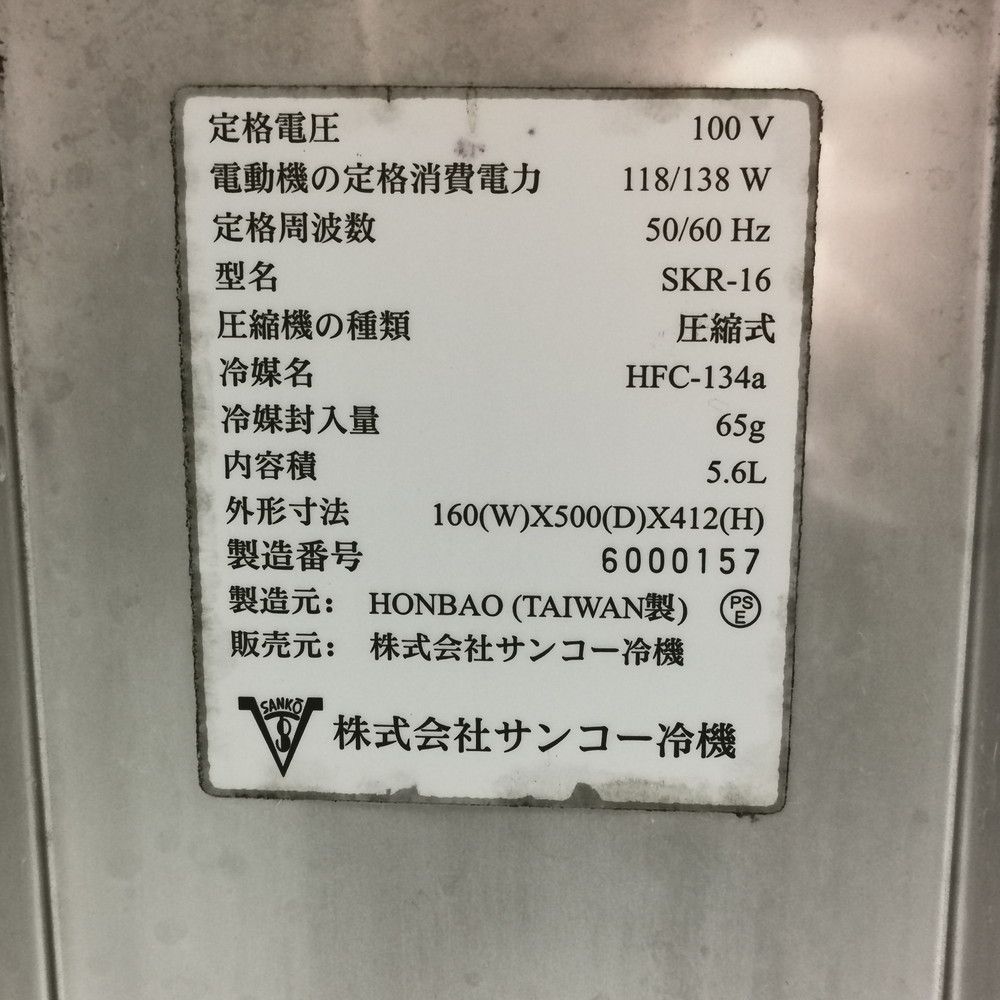 定格電圧 100 V
電動機の定格消費電力 118/138 W
定格周波数 50/60 Hz
型名 SKR-16
圧縮機の種類 圧縮式
冷媒名 HFC-134a
冷媒封入量 65g
内容積 5.6L
外形寸法 160(W)X500(D)X412(H)
製造番号 6000157
製造元: HONBAO (TAIWAN製) PSE
販売元: 株式会社サンコー冷機
SANKO 株式会社サンコー冷機